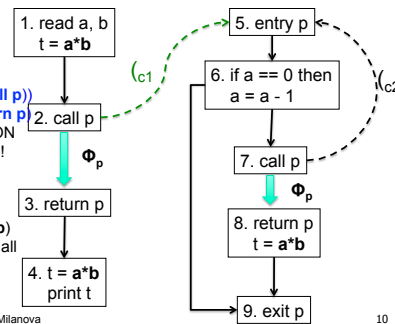 1. read a, b
t = a*b
ll p))
rn p)
ON
!
2. call p
Φp
3. return p
p)
all
4. t = a*b
print t
(c1
5. entry p
6. if a == 0 then
a = a - 1
(c2
7. call p
Φp
8. return p
t = a*b
9. exit p
Milanova
10